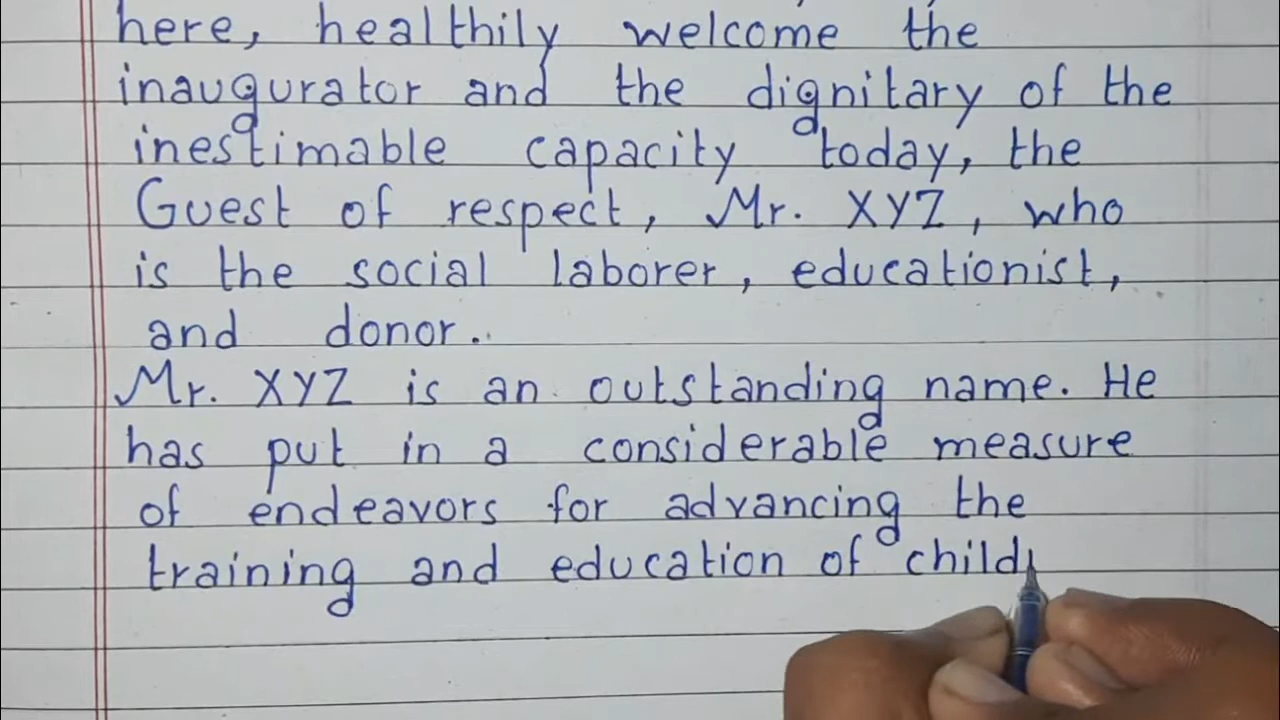 here, healthily welcome the
inaugurator and the dignitary of the
inestimable capacity today, the
Guest of respect, Mr. XYZ, who
is the social laborer, educationist,
and donor.
Mr. XYZ is an outstanding name. He
has put in a considerable measure
of endeavors for advancing the
training and education of child